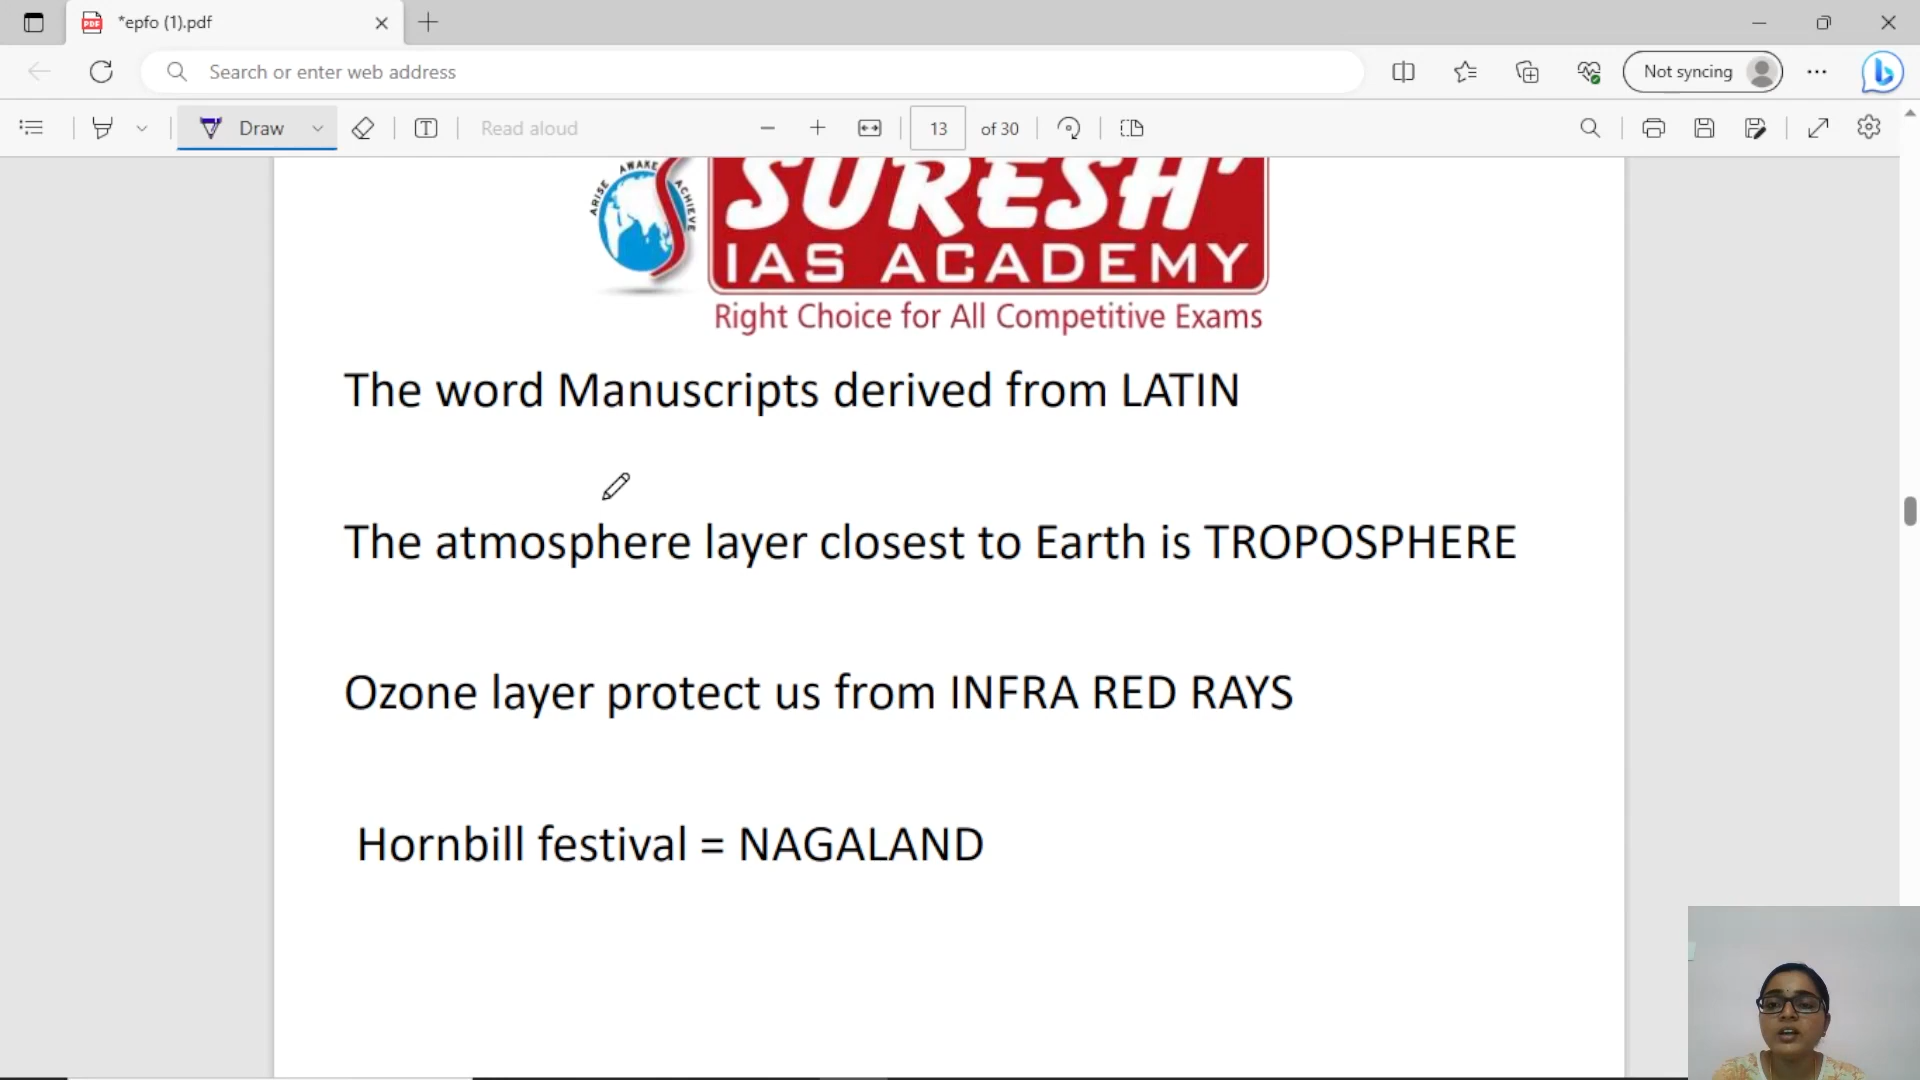 *epfo (1).pdf
Search or enter web address
Not syncing
Draw
Read aloud
13
of 30
ARISE AWAKE ACHIEVE
SURESH'
IAS ACADEMY
Right Choice for All Competitive Exams
The word Manuscripts derived from LATIN
The atmosphere layer closest to Earth is TROPOSPHERE
Ozone layer protect us from INFRA RED RAYS
Hornbill festival = NAGALAND